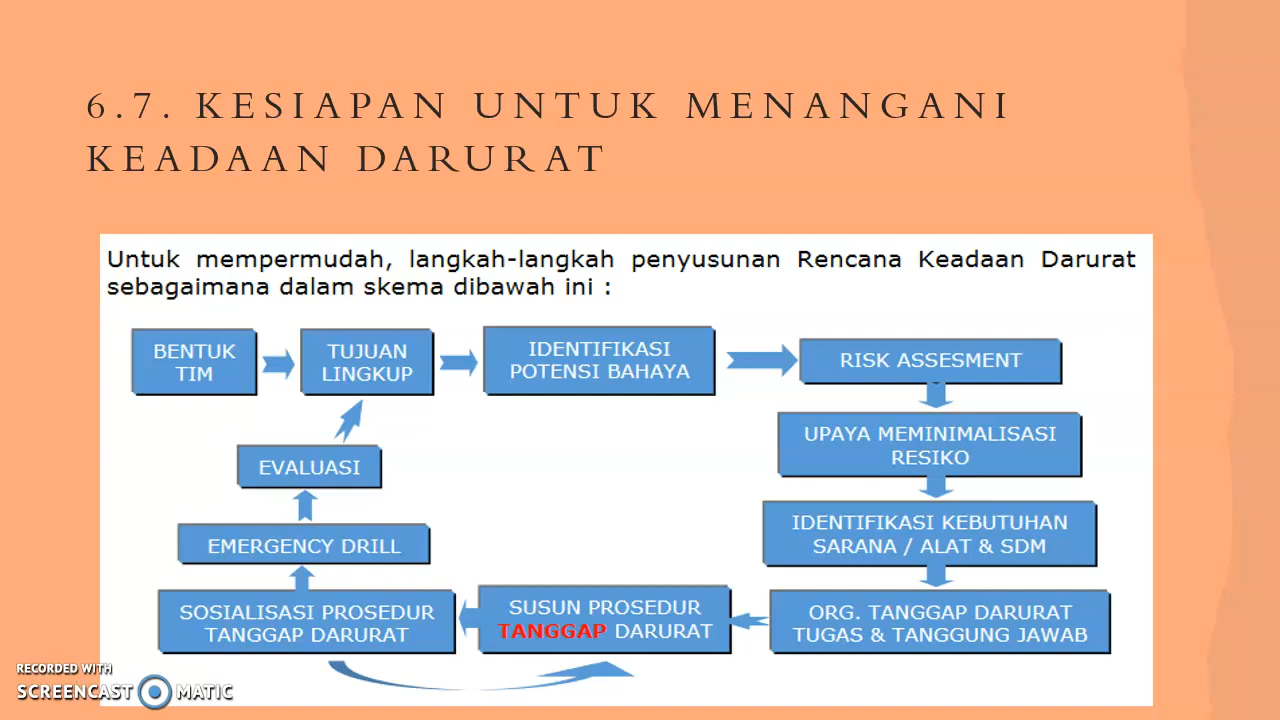 6.7. KESIAPAN UNTUK MENANGANI
KEADAAN DARURAT
Untuk mempermudah, langkah-langkah penyusunan Rencana Keadaan Darurat
sebagaimana dalam skema dibawah ini :
BENTUK
TIM
TUJUAN
LINGKUP
IDENTIFIKASI
POTENSI BAHAYA
RISK ASSESMENT
UPAYA MEMINIMALISASI
RESIKO
IDENTIFIKASI KEBUTUHAN
SARANA / ALAT & SDM
ORG. TANGGAP DARURAT
TUGAS & TANGGUNG JAWAB
SUSUN PROSEDUR
TANGGAP DARURAT
SOSIALISASI PROSEDUR
TANGGAP DARURAT
EMERGENCY DRILL
EVALUASI
RECORDED WITH
SCREENCAST MATIC